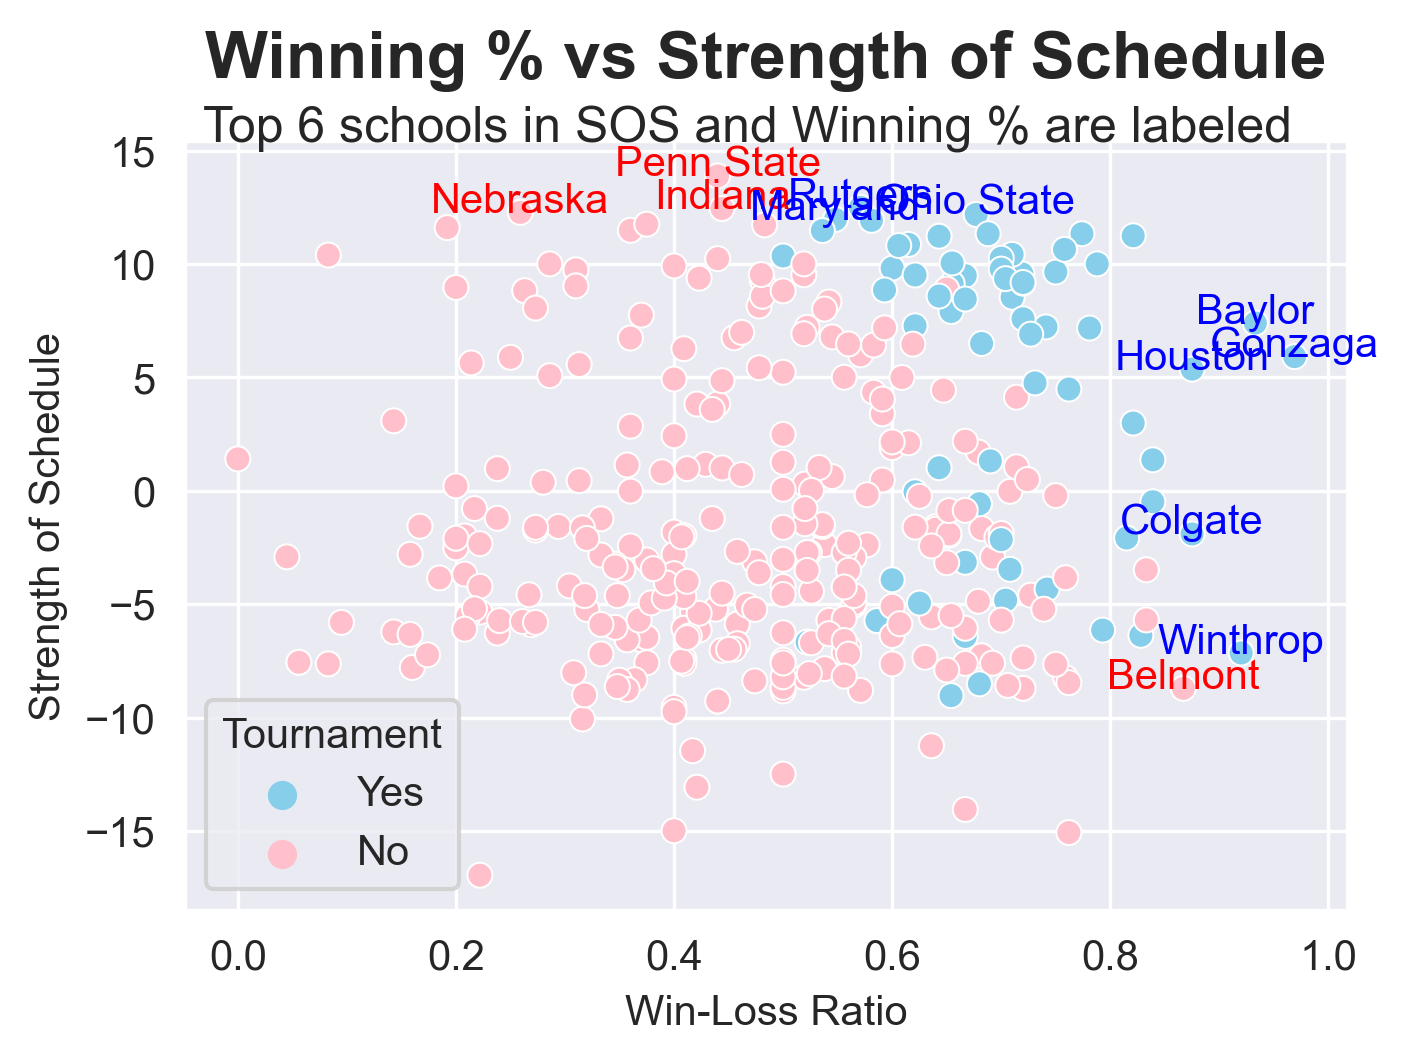 Winning % vs Strength of Schedule
Top 6 schools in SOS and Winning % are labeled
15
10
5
0
−5
−10
−15
Strength of Schedule
Penn State
Nebraska
Indiana
Rutgers
Maryland
Ohio State
Baylor
Gonzaga
Houston
Colgate
Winthrop
Belmont
Tournament
Yes
No
0.0 0.2 0.4 0.6 0.8 1.0
Win-Loss Ratio